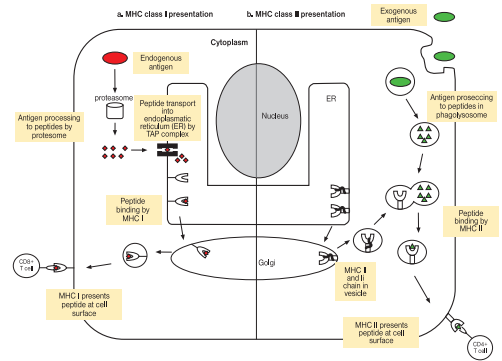 a. MHC class I presentation
b. MHC class II presentation
Exogenous
antigen
Cytoplasm
Endogenous
antigen
proteasome
Peptide transport
into
endoplasmatic
reticulum (ER) by
TAP complex
Antigen processing
to peptides by
protesome
Nucleus
ER
Antigen proseccing
to peptides in
phagolysosome
Peptide
binding by
MHC I
Peptide
binding by
MHC II
Golgi
MHC II
and Ii
chain in
vesicle
CD8+
T cell
MHC I presents
peptide at cell
surface
MHC II presents
peptide at cell
surface
CD4+
T cell